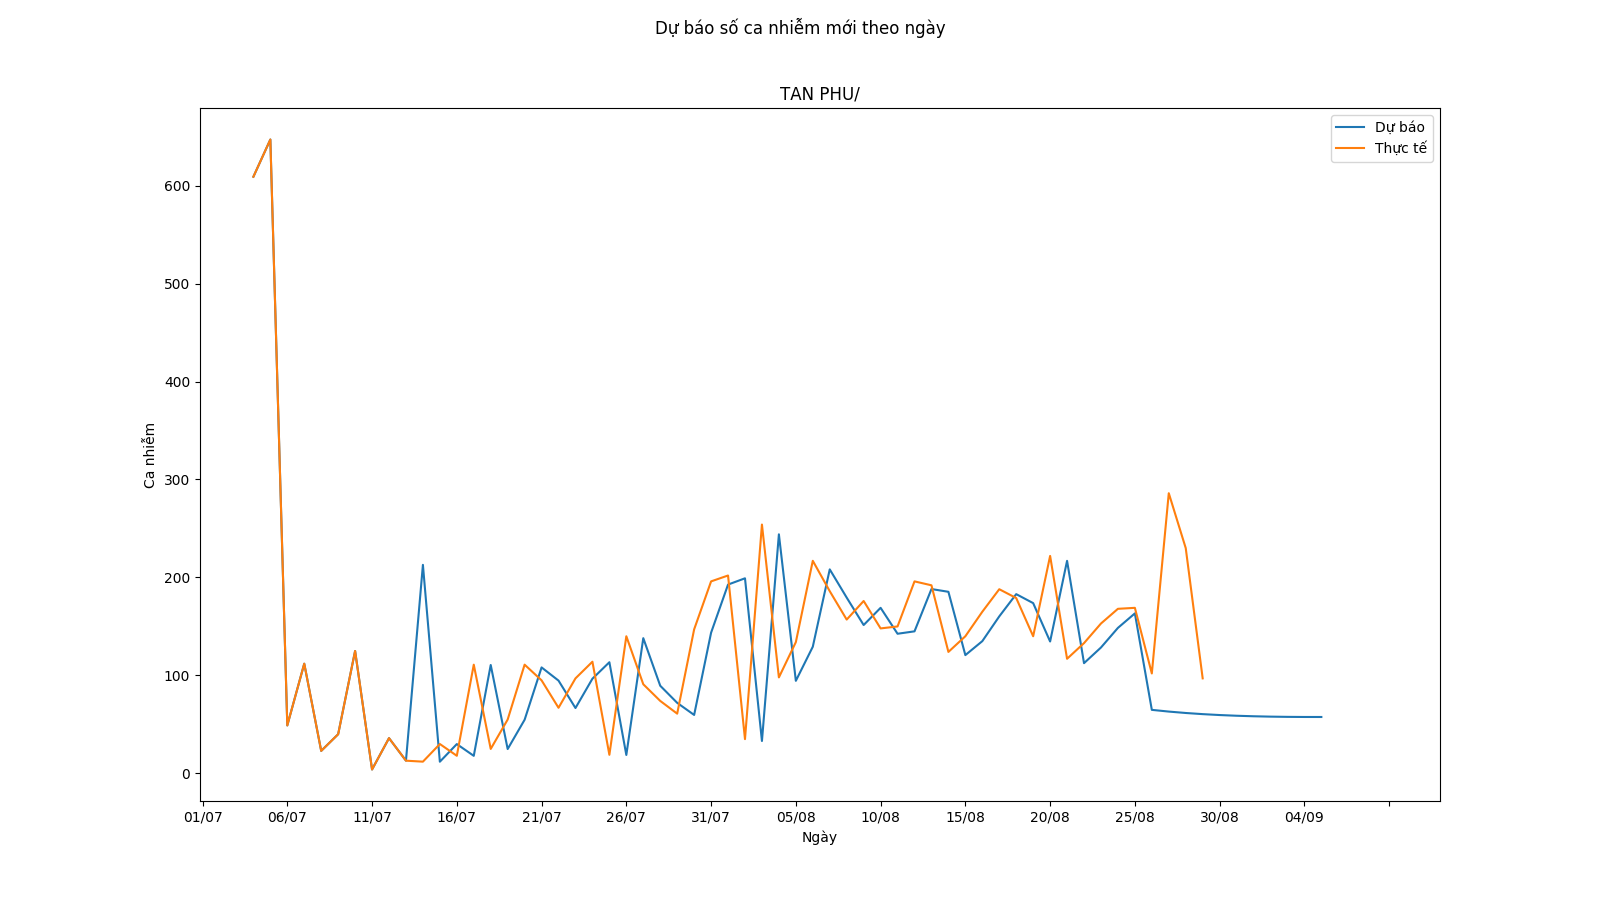 Dự báo số ca nhiễm mới theo ngày
TAN PHU/
Dự báo
Thực tế
600
500
400
300
200
100
0
Ca nhiễm
01/07 06/07 11/07 16/07 21/07 26/07 31/07 05/08 10/08 15/08 20/08 25/08 30/08 04/09
Ngày